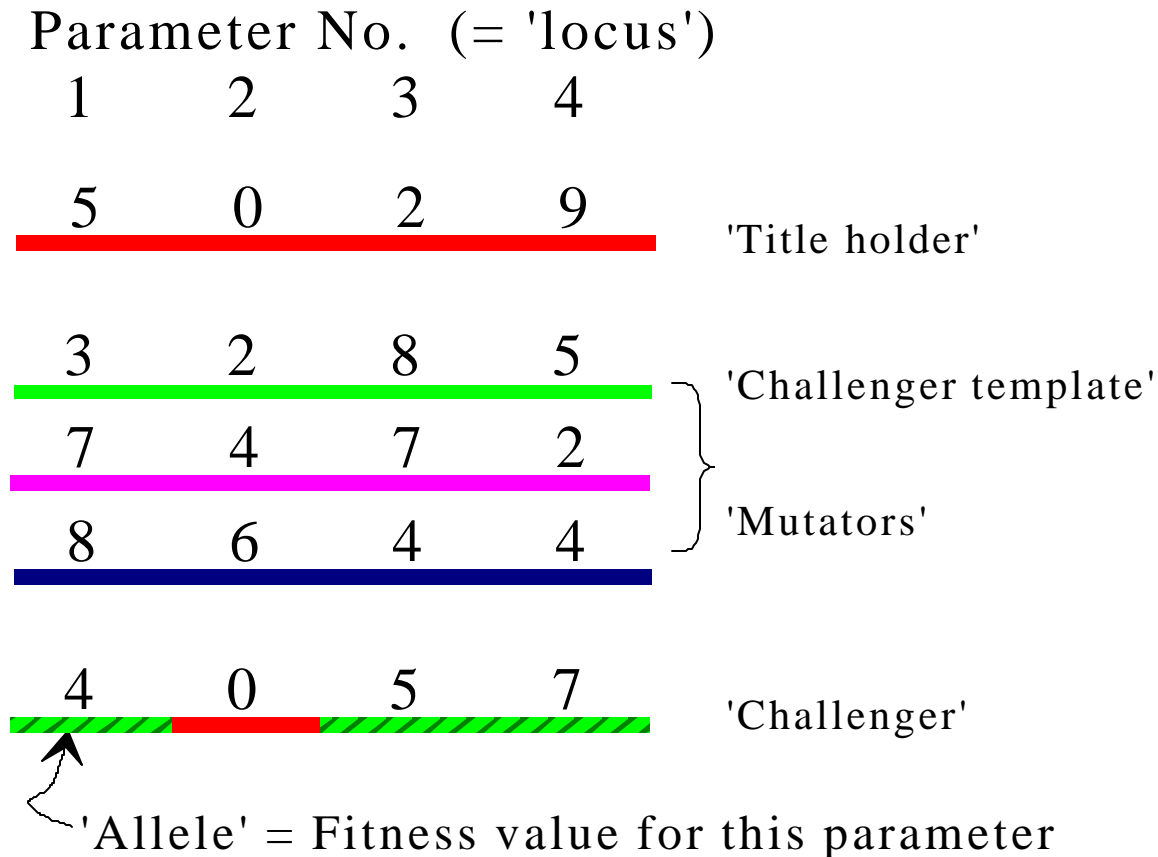 Parameter No. (= 'locus')
1 2 3 4
5 0 2 9
'Title holder'
3 2 8 5
'Challenger template'
7 4 7 2
'Mutators'
8 6 4 4
4 0 5 7
'Challenger'
'Allele' = Fitness value for this parameter